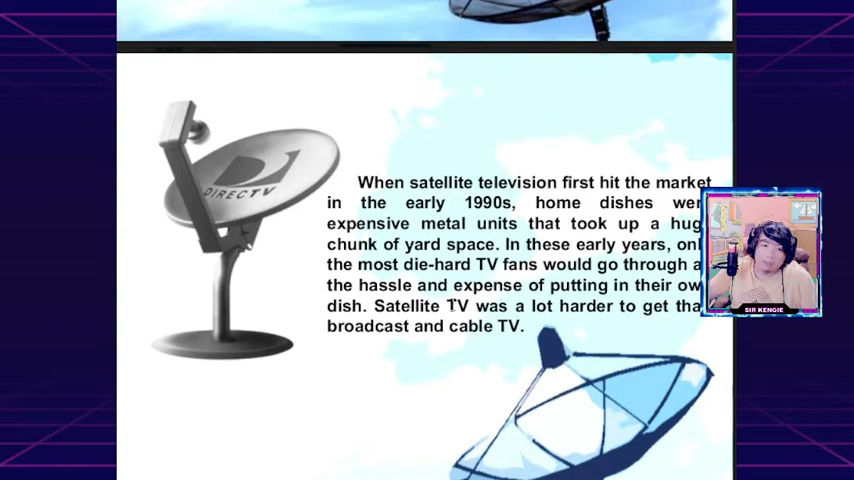 DIRECTV
When satellite television first hit the market
in the early 1990s, home dishes wer
expensive metal units that took up a hug
chunk of yard space. In these early years, onl
the most die-hard TV fans would go through a
the hassle and expense of putting in their ow
dish. Satellite TV was a lot harder to get tha
broadcast and cable TV.
SIR KENGIE